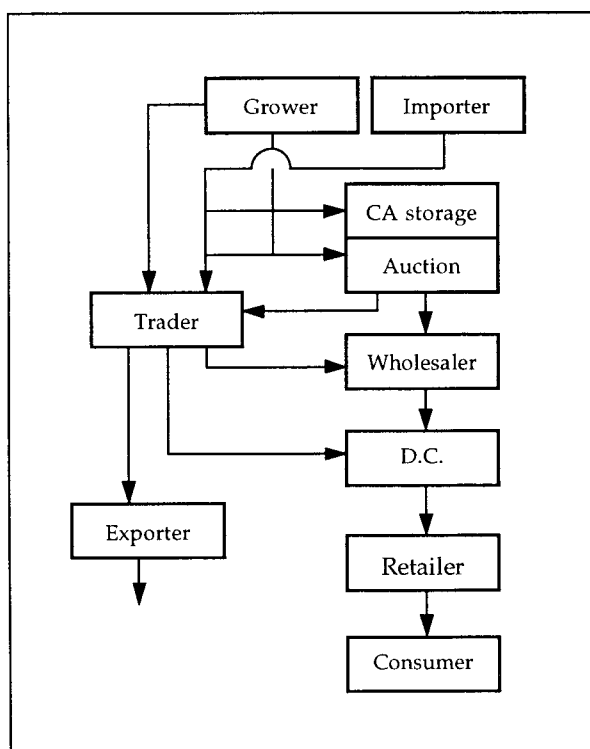 Grower
Importer
CA storage
Auction
Trader
Wholesaler
D.C.
Exporter
Retailer
Consumer